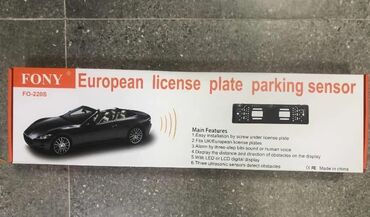 FONY
FO-220S
European license plate parking sensor
Main Features
1 Easy installation by screw under license plate
2 Fits UK/European license plates
3 Alarm by three-step bibi sound or human voice
4 Display the distance and direction of obstacles on the display
5 With LED or LCD digital display
6 Three ultrasonic sensors detect obstacles
CE
Made in china